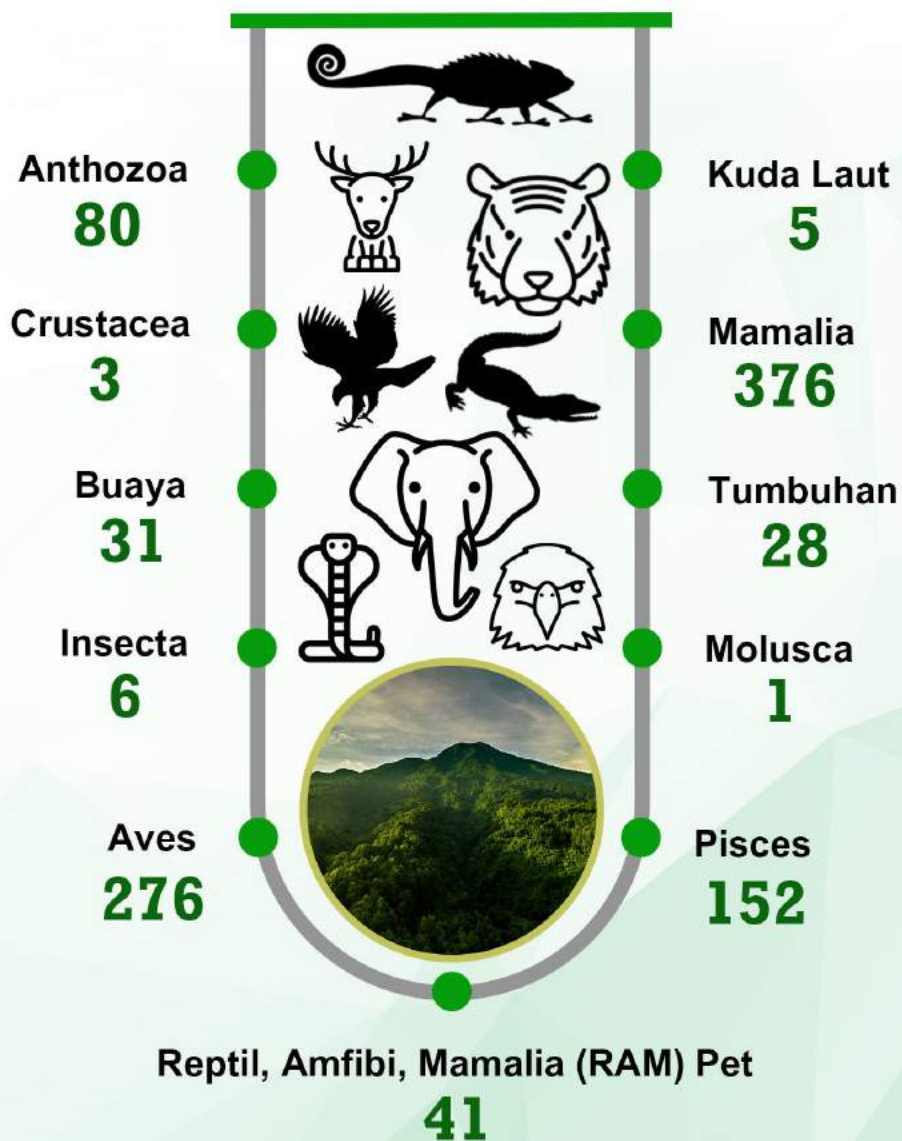 Anthozoa
80
Kuda Laut
5
Crustacea
3
Mamalia
376
Buaya
31
Tumbuhan
28
Insecta
6
Molusca
1
Aves
276
Pisces
152
Reptil, Amfibi, Mamalia (RAM) Pet
41